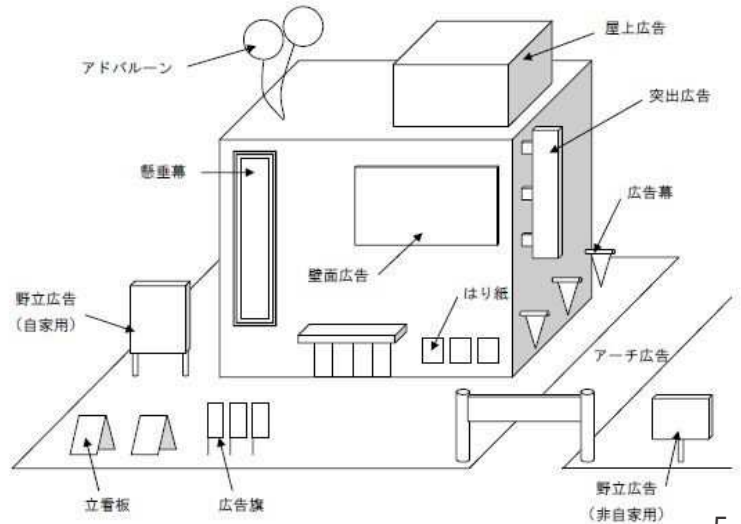 屋上広告
アドバルーン
突出広告
懸垂幕
広告幕
壁面広告
はり紙
野立広告
（自家用）
アーチ広告
立看板
広告旗
野立広告
（非自家用）